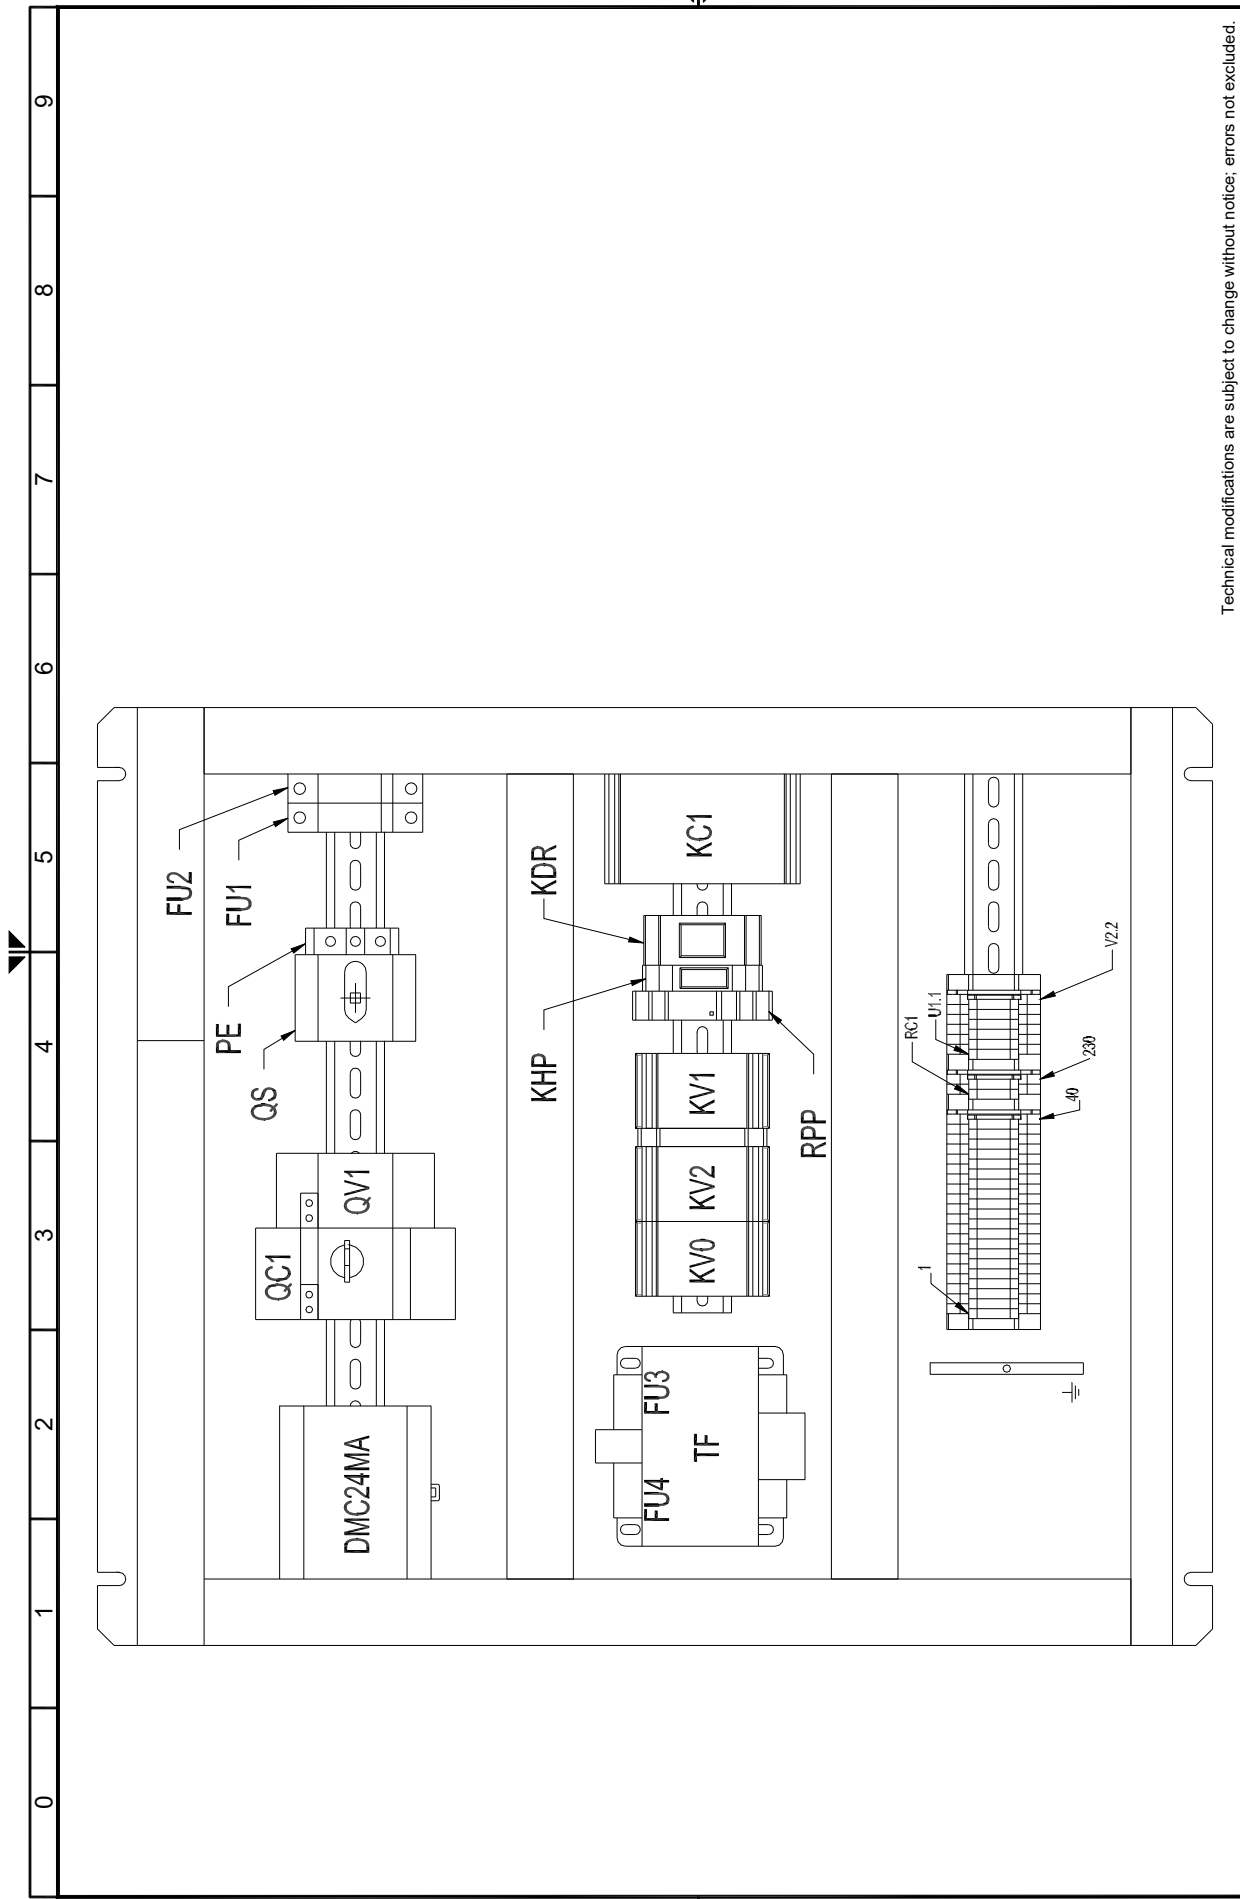 0 1 2 3 4 5 6 7 8 9
FU2
FU1
PE
QS
QV1
QC1
DMC24MA
KDR
KHP
KC1
KV1
KV2
KV0
RPP
FU3
FU4
TF
U1.1
RC1
V2.2
230
40
1
Technical modifications are subject to change without notice; errors not excluded.